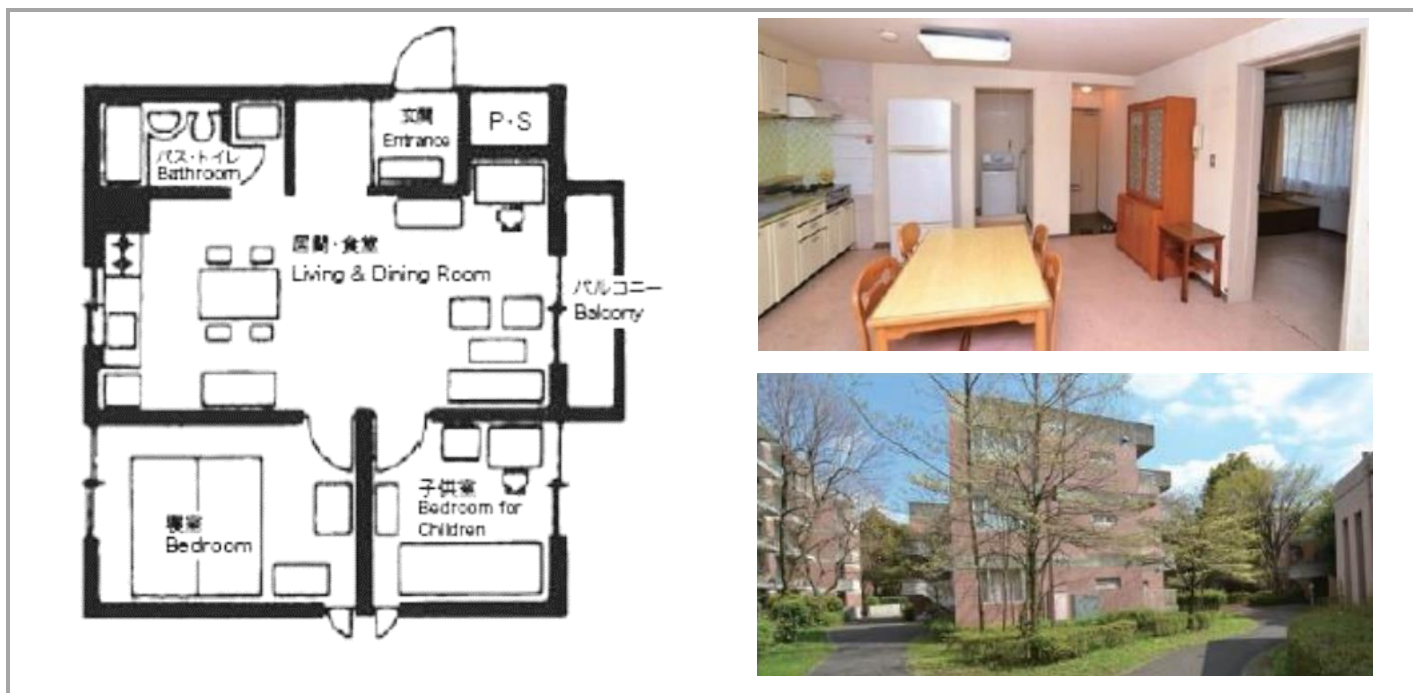 玄関
Entrance
P・S
バス・トイレ
Bathroom
居間・食堂
Living & Dining Room
バルコニー
Balcony
子供室
Bedroom for
Children
寝室
Bedroom